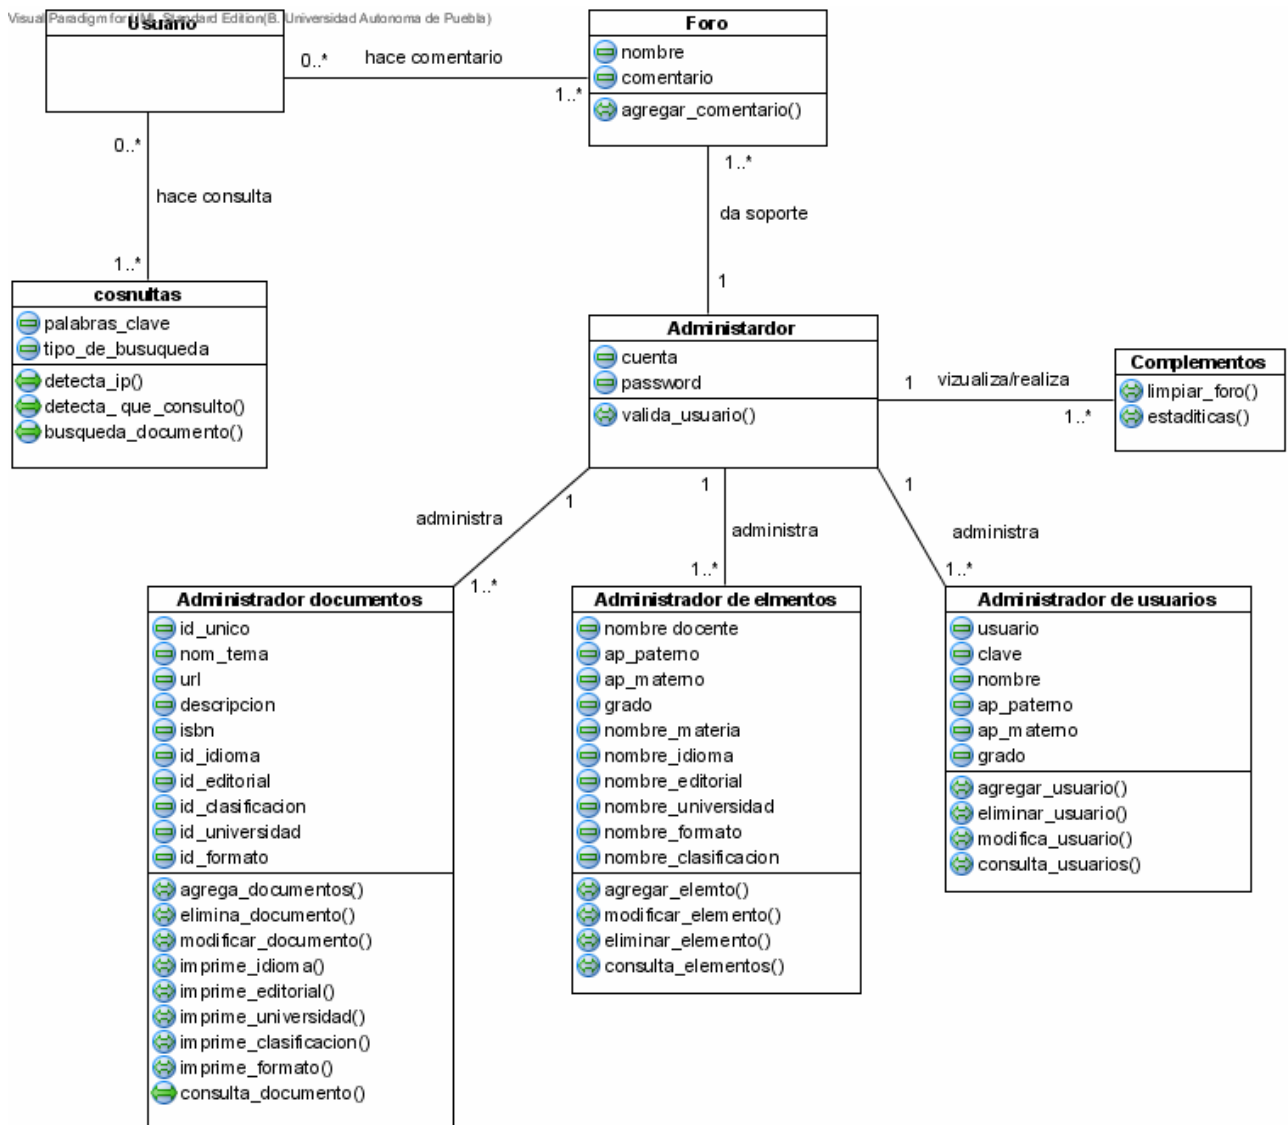 Visual Paradigm for UML Standard Edition(B. Universidad Autonoma de Puebla)
Usuario
Foro
nombre
comentario
agregar_comentario()
0..*
hace comentario
1..*
0..*
hace consulta
1..*
1..*
da soporte
1
cosnultas
palabras_clave
tipo_de_busuqueda
detecta_ip()
detecta_que_consulto()
busqueda_documento()
Administardor
cuenta
password
valida_usuario()
1
vizualiza/realiza
1..*
Complementos
limpiar_foro()
estadíticas()
1
administra
1..*
1
administra
1..*
1
administra
1..*
Administrador documentos
id_unico
nom_tema
url
descripcion
isbn
id_idioma
id_editorial
id_clasificacion
id_universidad
id_formato
agrega_documentos()
elimina_documento()
modificar_documento()
imprime_idioma()
imprime_editorial()
imprime_universidad()
imprime_clasificacion()
imprime_formato()
consulta_documento()
Administrador de elmentos
nombre docente
ap_paterno
ap_materno
grado
nombre_materia
nombre_idioma
nombre_editorial
nombre_universidad
nombre_formato
nombre_clasificacion
agregar_elemto()
modificar_elemento()
eliminar_elemento()
consulta_elementos()
Administrador de usuarios
usuario
clave
nombre
ap_paterno
ap_materno
grado
agregar_usuario()
eliminar_usuario()
modifica_usuario()
consulta_usuarios()